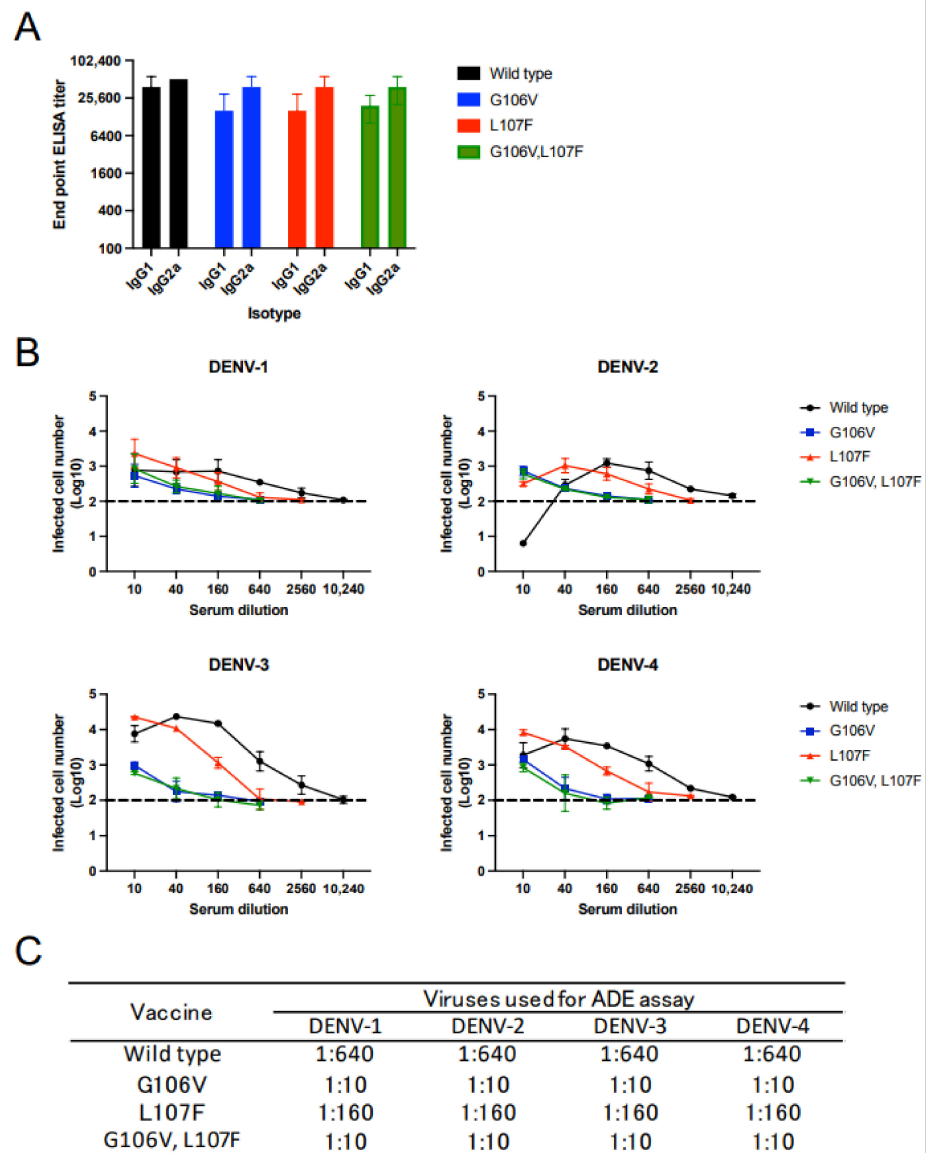 A
End point ELISA titer
102,400
25,600
6400
1600
400
100
IgG1 IgG2a IgG1 IgG2a IgG1 IgG2a IgG1 IgG2a
Isotype
Wild type
G106V
L107F
G106V,L107F
B
DENV-1
Infected cell number
(Log10)
5
4
3
2
1
0
10 40 160 640 2560 10,240
Serum dilution
DENV-2
Infected cell number
(Log10)
5
4
3
2
1
0
10 40 160 640 2560 10,240
Serum dilution
Wild type
G106V
L107F
G106V, L107F
DENV-3
Infected cell number
(Log10)
5
4
3
2
1
0
10 40 160 640 2560 10,240
Serum dilution
DENV-4
Infected cell number
(Log10)
5
4
3
2
1
0
10 40 160 640 2560 10,240
Serum dilution
Wild type
G106V
L107F
G106V, L107F
C
Vaccine Viruses used for ADE assay
DENV-1 DENV-2 DENV-3 DENV-4
Wild type 1:640 1:640 1:640 1:640
G106V 1:10 1:10 1:10 1:10
L107F 1:160 1:160 1:160 1:160
G106V, L107F 1:10 1:10 1:10 1:10